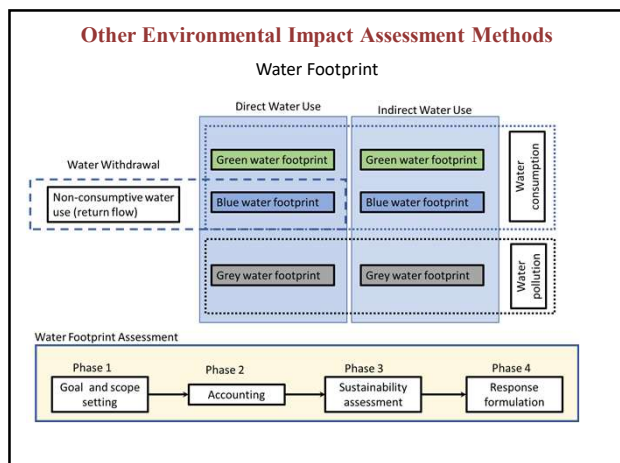 Other Environmental Impact Assessment Methods
Water Footprint
Direct Water Use
Indirect Water Use
Water Withdrawal
Green water footprint
Green water footprint
Water
consumption
Non-consumptive water
use (return flow)
Blue water footprint
Blue water footprint
Grey water footprint
Grey water footprint
Water
pollution
Water Footprint Assessment
Phase 1
Goal and scope
setting
Phase 2
Accounting
Phase 3
Sustainability
assessment
Phase 4
Response
formulation